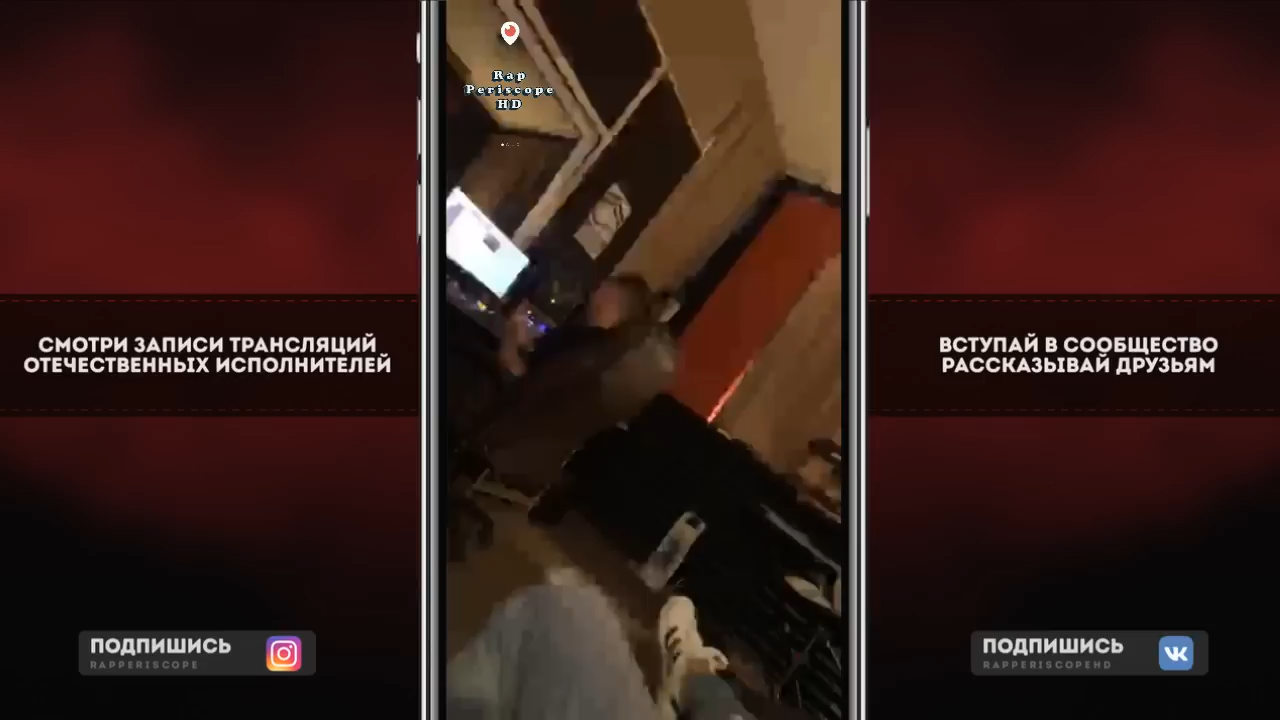 Rap
Periscope
HD
СМОТРИ ЗАПИСИ ТРАНСЛЯЦИЙ
ОТЕЧЕСТВЕННЫХ ИСПОЛНИТЕЛЕЙ
ВСТУПАЙ В СООБЩЕСТВО
РАССКАЗЫВАЙ ДРУЗЬЯМ
ПОДПИШИСЬ
RAPPERISCOPE
ПОДПИШИСЬ
RAPPERISCOPEHD